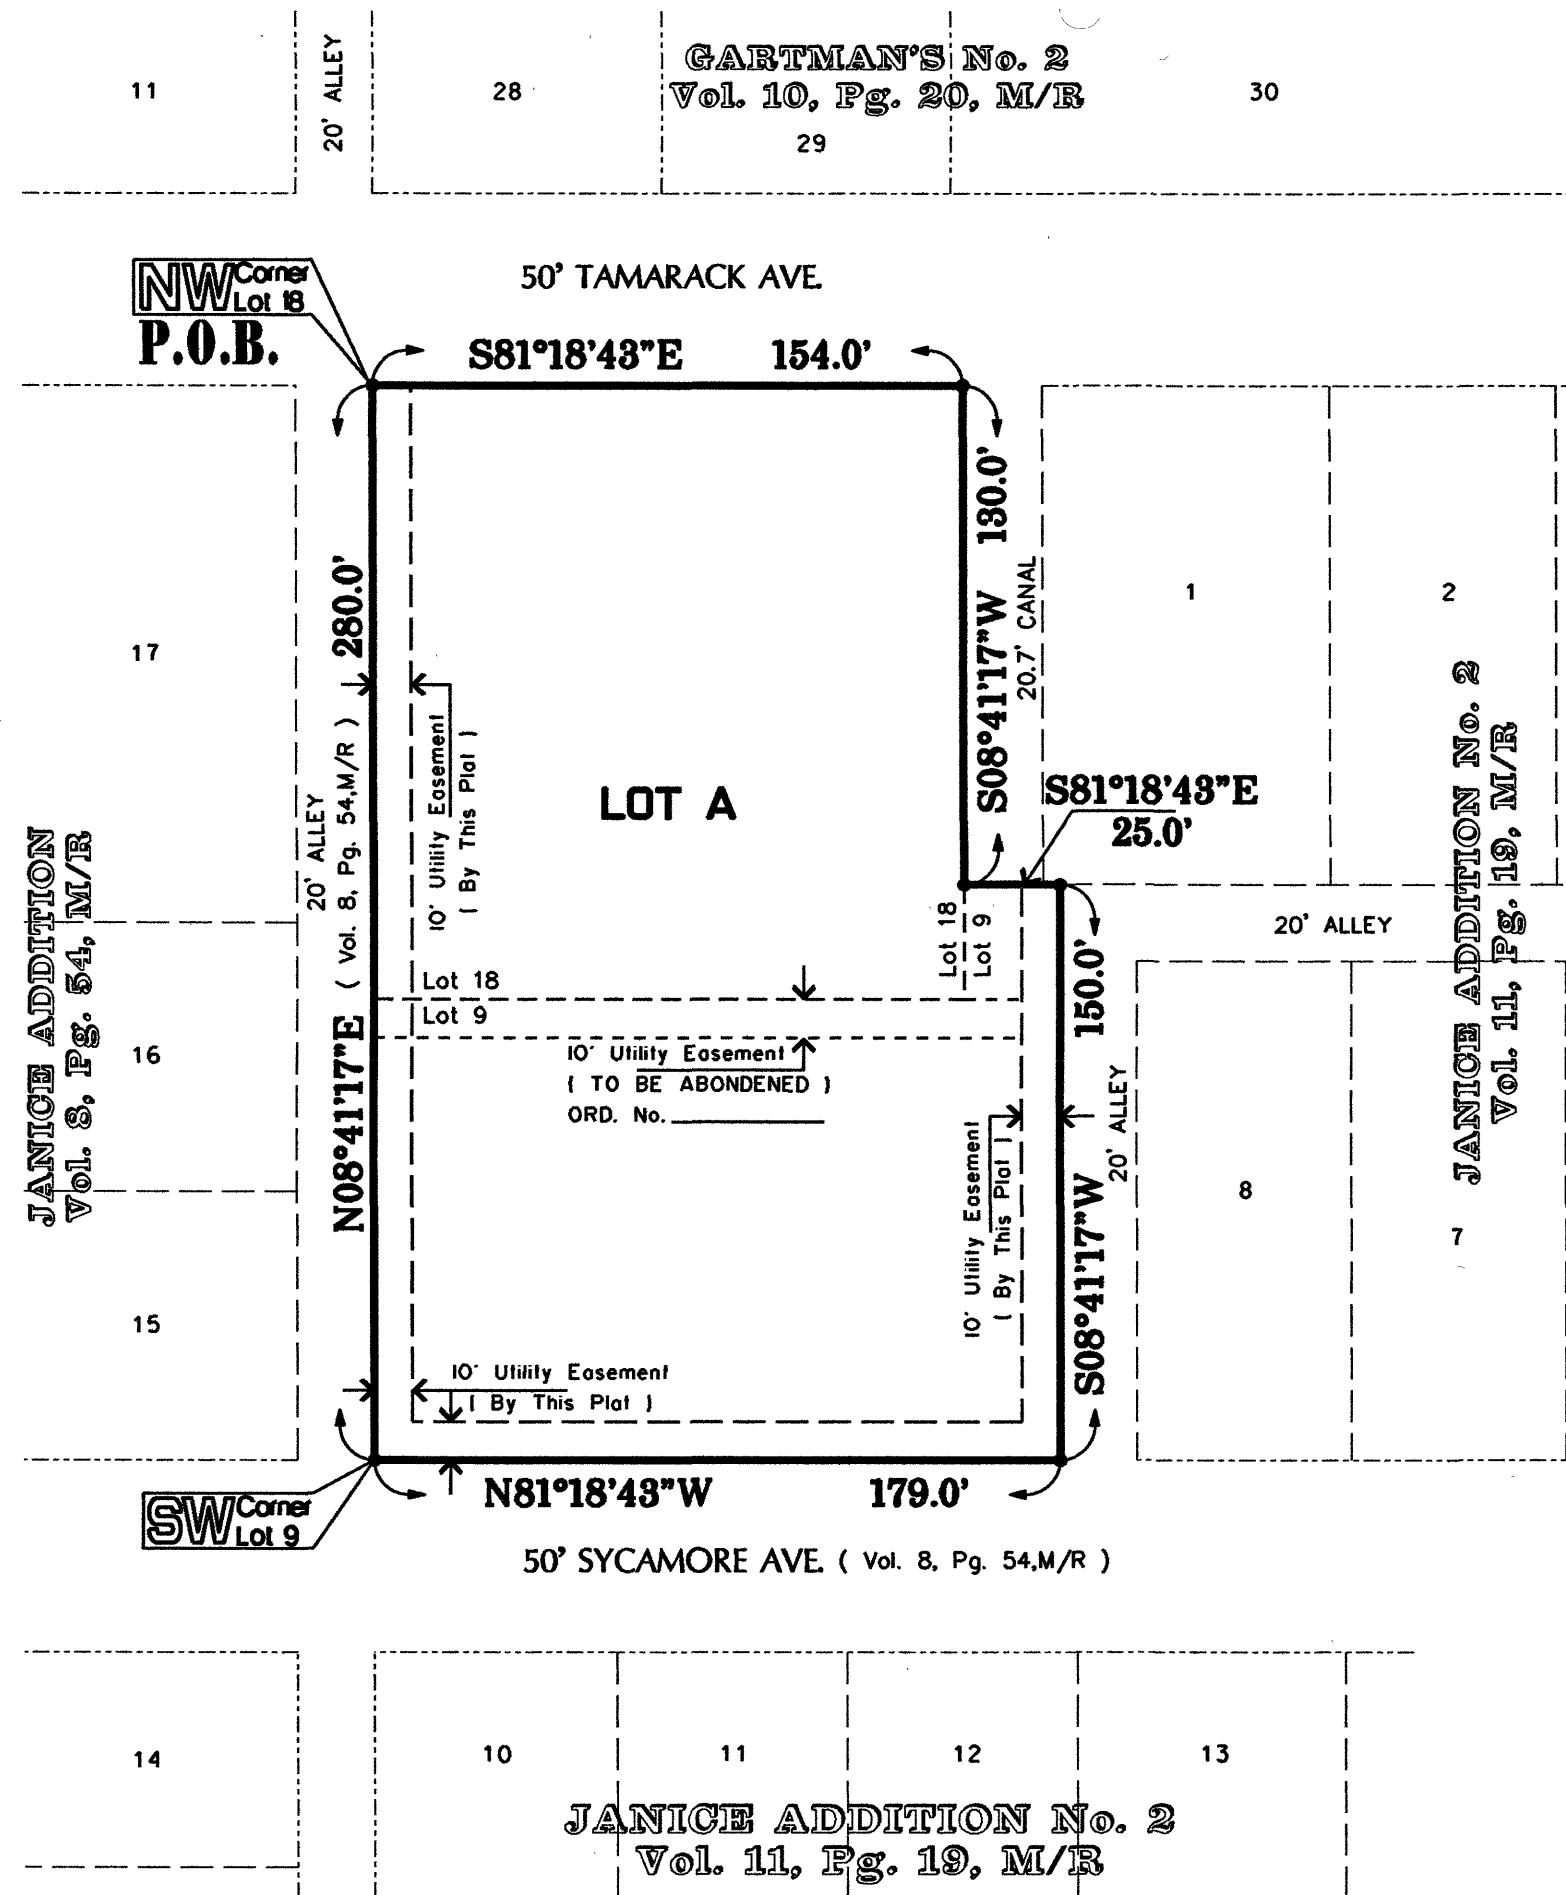 GARTMAN'S No. 2
Vol. 10, Pg. 20, M/R
11
20' ALLEY
28
29
30
50' TAMARACK AVE.
NW Corner
Lot 18
P.O.B.
S81°18'43"E 154.0'
130.0'
S08°41'17"W
20.7' CANAL
1
2
17
280.0'
20' ALLEY
( Vol. 8, Pg. 54,M/R )
N08°41'17"E
10' Utility Easement
( By This Plat )
LOT A
S81°18'43"E
25.0'
JANICE ADDITION
Vol. 8, Pg. 54, M/R
JANICE ADDITION No. 2
Vol. 11, Pg. 19, M/R
Lot 18
Lot 9
20' ALLEY
Lot 18
Lot 9
150.0'
16
10' Utility Easement
( TO BE ABONDENED )
ORD. No.
10' Utility Easement
( By This Plat )
20' ALLEY
S08°41'17"W
8
7
15
10' Utility Easement
( By This Plat )
N81°18'43"W 179.0'
SW Corner
Lot 9
50' SYCAMORE AVE. ( Vol. 8, Pg. 54,M/R )
14
10
11
12
13
JANICE ADDITION No. 2
Vol. 11, Pg. 19, M/R